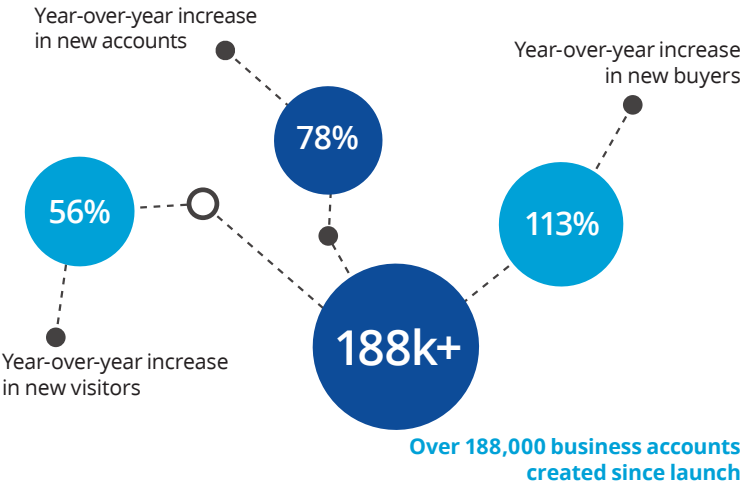 Year-over-year increase
in new accounts
Year-over-year increase
in new buyers
78%
56%
113%
188k+
Year-over-year increase
in new visitors
Over 188,000 business accounts
created since launch